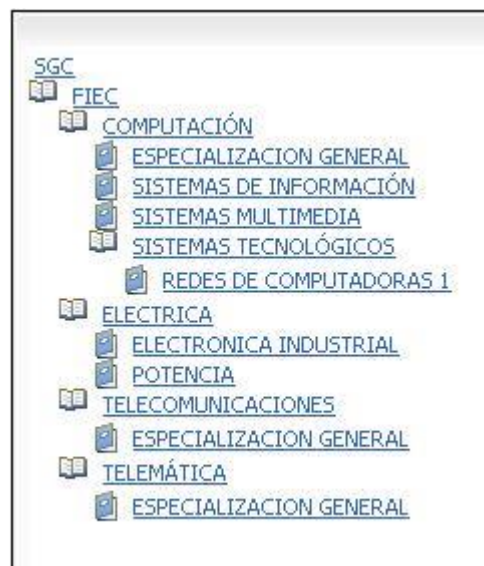 SGC
FIEC
COMPUTACIÓN
ESPECIALIZACION GENERAL
SISTEMAS DE INFORMACIÓN
SISTEMAS MULTIMEDIA
SISTEMAS TECNOLÓGICOS
REDES DE COMPUTADORAS 1
ELECTRICA
ELECTRONICA INDUSTRIAL
POTENCIA
TELECOMUNICACIONES
ESPECIALIZACION GENERAL
TELEMÁTICA
ESPECIALIZACION GENERAL